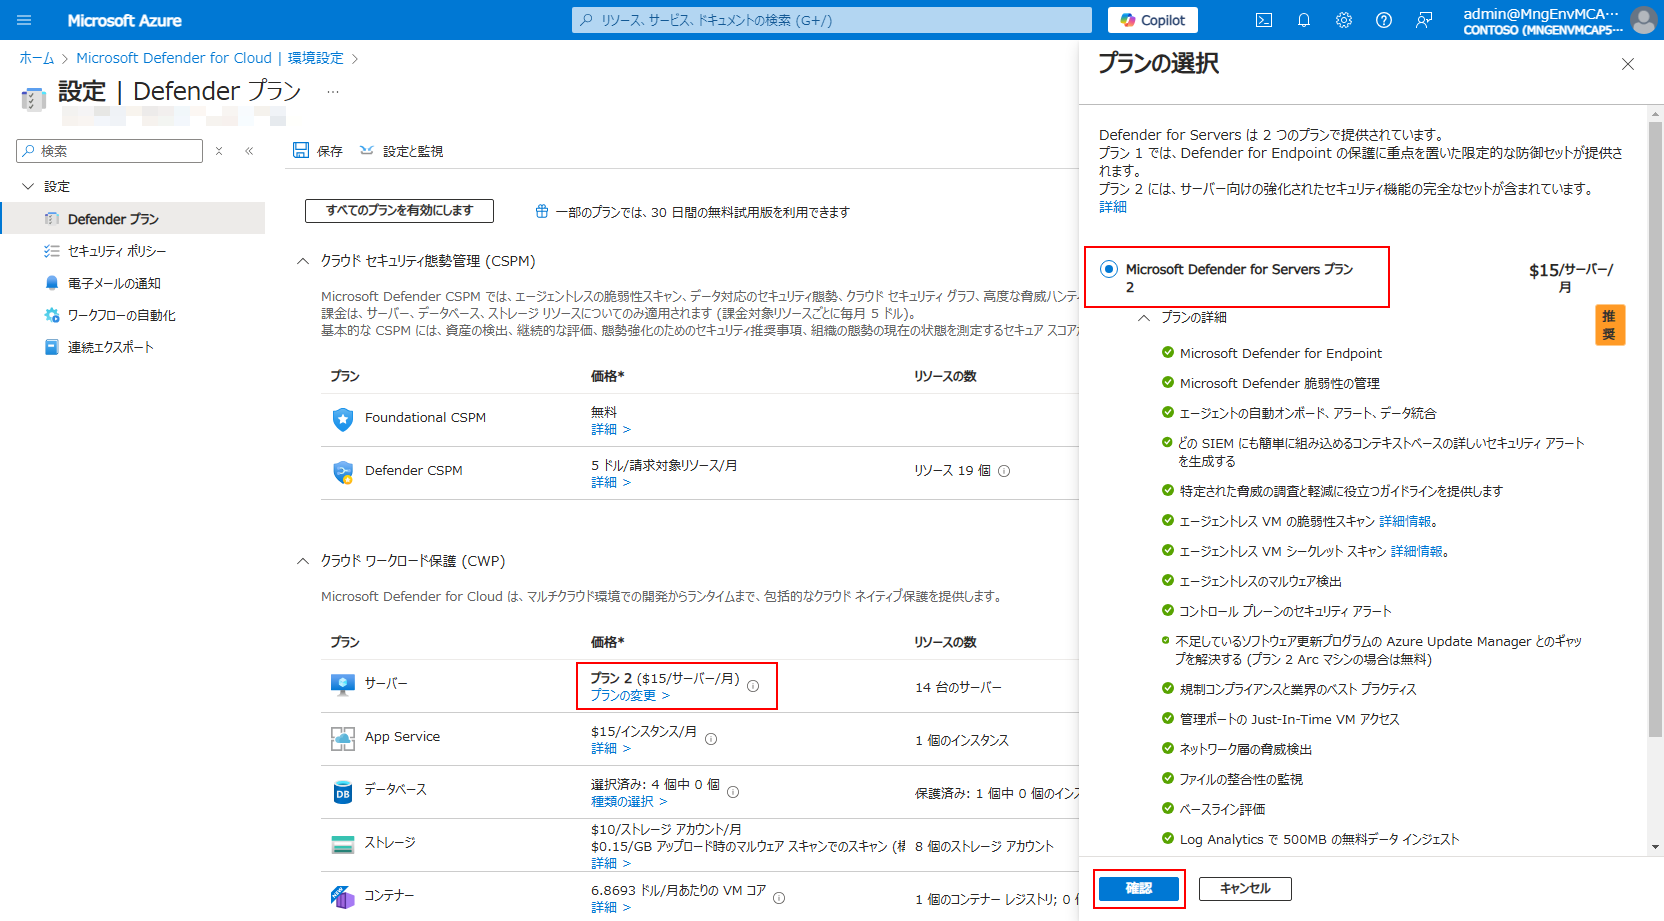 Microsoft Azure
リソース、サービス、ドキュメントの検索 (G+/)
Copilot
admin@MngEnvMCA···
CONTOSO (MNGENVMCAP5···
ホーム > Microsoft Defender for Cloud | 環境設定 >
設定 | Defender プラン ···
検索
設定
Defender プラン
セキュリティ ポリシー
電子メールの通知
ワークフローの自動化
連続エクスポート
保存 設定と監視
すべてのプランを有効にします
一部のプランでは、30 日間の無料試用版を利用できます
クラウド セキュリティ態勢管理 (CSPM)
Microsoft Defender CSPM では、エージェントレスの脆弱性スキャン、データ対応のセキュリティ態勢、クラウド セキュリティ グラフ、高度な脅威ハンティ
課金は、サーバー、データベース、ストレージ リソースについてのみ適用されます (課金対象リソースごとに毎月 5 ドル)。
基本的な CSPM には、資産の検出、継続的な評価、態勢強化のためのセキュリティ推奨事項、組織の態勢の現在の状態を測定するセキュア スコアが
プラン 価格* リソースの数
Foundational CSPM 無料
詳細 >
Defender CSPM 5 ドル/請求対象リソース/月 リソース 19 個
詳細 >
クラウド ワークロード保護 (CWP)
Microsoft Defender for Cloud は、マルチクラウド環境での開発からランタイムまで、包括的なクラウド ネイティブ保護を提供します。
プラン 価格* リソースの数
サーバー プラン 2 ($15/サーバー/月) 14 台のサーバー
プランの変更 >
App Service $15/インスタンス/月 1 個のインスタンス
詳細 >
データベース 選択済み: 4 個中 0 個 保護済み: 1 個中 0 個のインス
種類の選択 >
ストレージ $10/ストレージ アカウント/月
$0.15/GB アップロード時のマルウェア スキャンでのスキャン (構 8 個のストレージ アカウント
詳細 >
コンテナー 6.8693 ドル/月あたりの VM コア 1 個のコンテナー レジストリ; 0 個
詳細 >
プランの選択
Defender for Servers は 2 つのプランで提供されています。
プラン 1 では、Defender for Endpoint の保護に重点を置いた限定的な防御セットが提供さ
れます。
プラン 2 には、サーバー向けの強化されたセキュリティ機能の完全なセットが含まれています。
詳細
Microsoft Defender for Servers プラン
2
$15/サーバー/
月
推
奨
プランの詳細
Microsoft Defender for Endpoint
Microsoft Defender 脆弱性の管理
エージェントの自動オンボード、アラート、データ統合
どの SIEM にも簡単に組み込めるコンテキストベースの詳しいセキュリティ アラート
を生成する
特定された脅威の調査と軽減に役立つガイドラインを提供します
エージェントレス VM の脆弱性スキャン 詳細情報。
エージェントレス VM シークレット スキャン 詳細情報。
エージェントレスのマルウェア検出
コントロール プレーンのセキュリティ アラート
不足しているソフトウェア更新プログラムの Azure Update Manager とのギャッ
プを解決する (プラン 2 Arc マシンの場合は無料)
規制コンプライアンスと業界のベスト プラクティス
管理ポートの Just-In-Time VM アクセス
ネットワーク層の脅威検出
ファイルの整合性の監視
ベースライン評価
Log Analytics で 500MB の無料データ インジェスト
確認 キャンセル